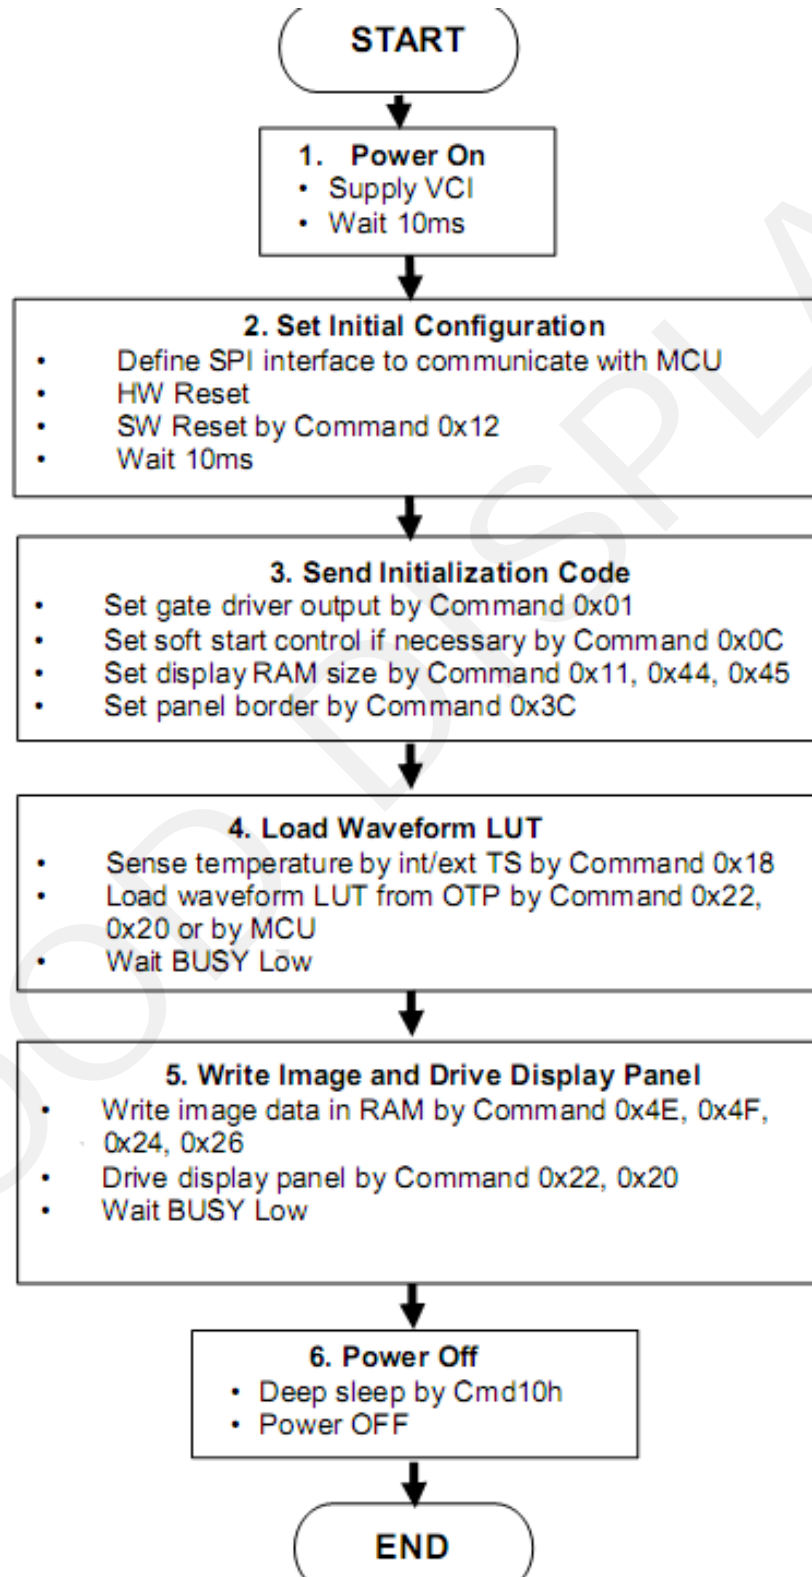 START
1. Power On
• Supply VCI
• Wait 10ms
2. Set Initial Configuration
• Define SPI interface to communicate with MCU
• HW Reset
• SW Reset by Command 0x12
• Wait 10ms
3. Send Initialization Code
• Set gate driver output by Command 0x01
• Set soft start control if necessary by Command 0x0C
• Set display RAM size by Command 0x11, 0x44, 0x45
• Set panel border by Command 0x3C
4. Load Waveform LUT
• Sense temperature by int/ext TS by Command 0x18
• Load waveform LUT from OTP by Command 0x22,
0x20 or by MCU
• Wait BUSY Low
5. Write Image and Drive Display Panel
• Write image data in RAM by Command 0x4E, 0x4F,
0x24, 0x26
• Drive display panel by Command 0x22, 0x20
• Wait BUSY Low
6. Power Off
• Deep sleep by Cmd10h
• Power OFF
END
OOD DISPLA